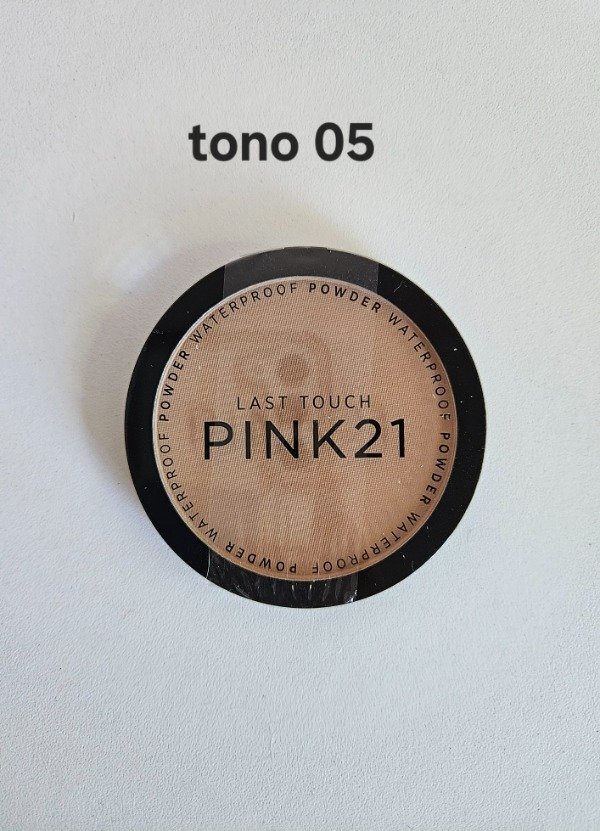 tono 05
WATERPROOF POWDER WATERPROOF POWDER WATERPROOF POWDER WATERPROOF POWDER
LAST TOUCH
PINK21